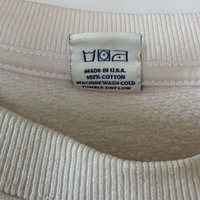 MADE IN U.S.A.
100% COTTON
MACHINE WASH COLD
TUMBLE DRY LOW